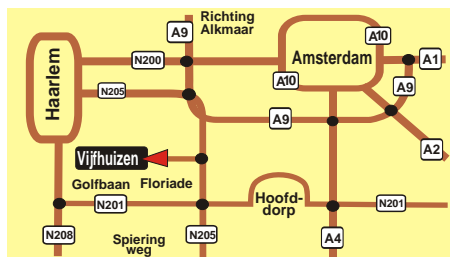 Richting
Alkmaar
A9
A10
N200
Amsterdam
A1
Haarlem
A10
N205
A9
A9
A2
Vijfhuizen
Golfbaan Floriade
N201
Hoofd-
dorp
N201
N208
Spiering
weg
N205
A4